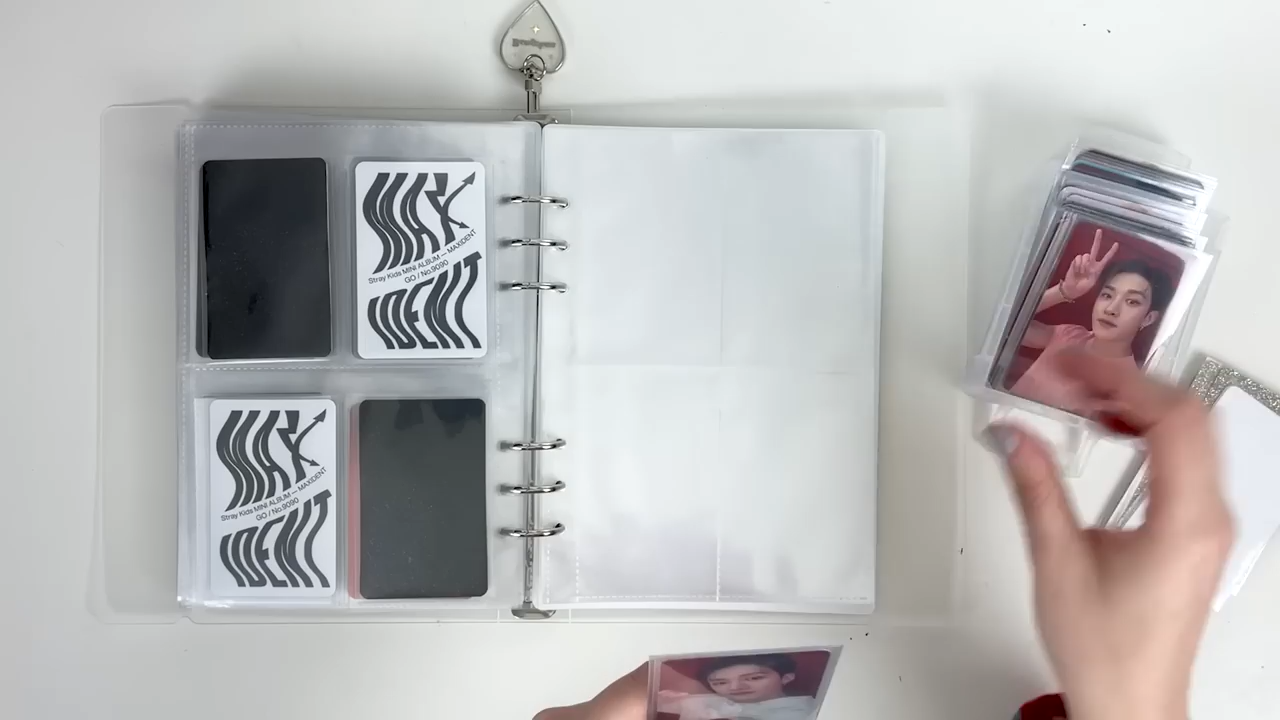 MAX
Stray Kids MINI ALBUM — MAXIDENT
GO / No.9090
IDENT
MAX
Stray Kids MINI ALBUM — MAXIDENT
GO / No.9090
IDENT